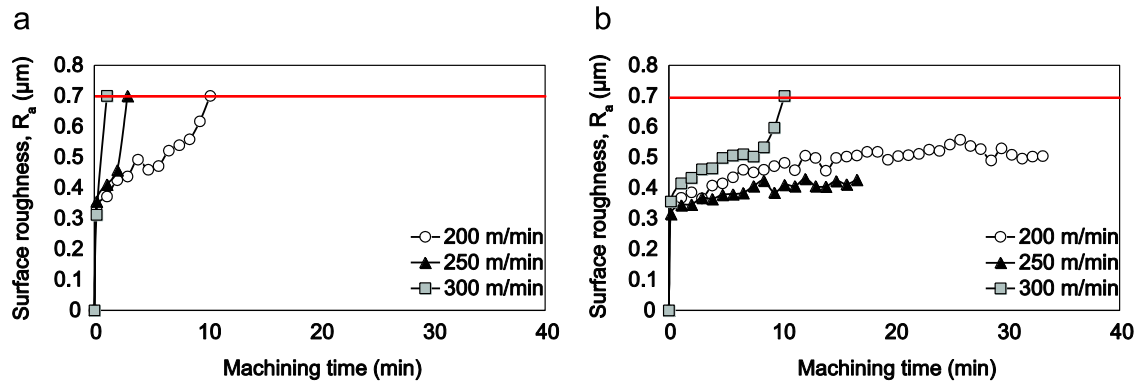 a
Surface roughness, Ra (μm)
0.8
0.7
0.6
0.5
0.4
0.3
0.2
0.1
0
200 m/min
250 m/min
300 m/min
0 10 20 30 40
Machining time (min)
b
Surface roughness, Ra (μm)
0.8
0.7
0.6
0.5
0.4
0.3
0.2
0.1
0
200 m/min
250 m/min
300 m/min
0 10 20 30 40
Machining time (min)